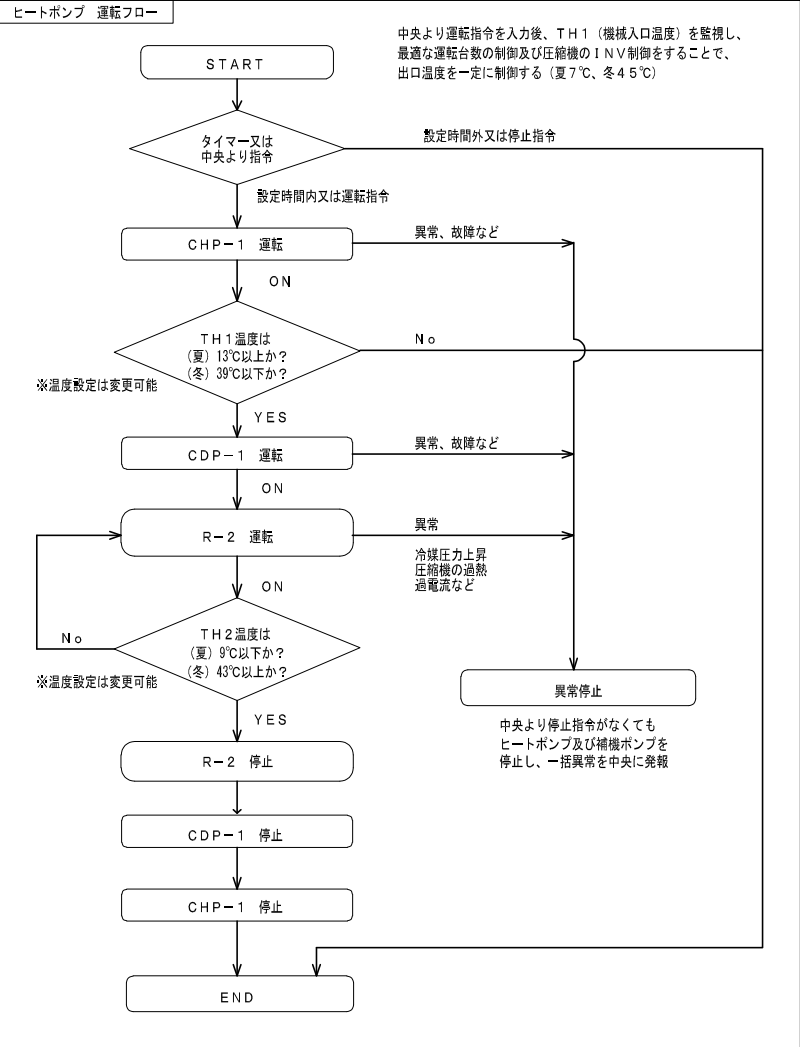 ヒートポンプ 運転フロー
中央より運転指令を入力後、TH1(機械入口温度)を監視し、
最適な運転台数の制御及び圧縮機のINV制御をすることで、
出口温度を一定に制御する(夏7℃、冬45℃)
START
タイマー又は
中央より指令
設定時間外又は停止指令
設定時間内又は運転指令
CHP-1 運転
異常、故障など
ON
TH1温度は
(夏) 13℃以上か?
(冬) 39℃以下か?
No
※温度設定は変更可能
YES
CDP-1 運転
異常、故障など
ON
R-2 運転
異常
冷媒圧力上昇
圧縮機の過熱
過電流など
ON
TH2温度は
(夏) 9℃以下か?
(冬) 43℃以上か?
No
※温度設定は変更可能
YES
異常停止
中央より停止指令がなくても
ヒートポンプ及び補機ポンプを
停止し、一括異常を中央に発報
R-2 停止
CDP-1 停止
CHP-1 停止
END